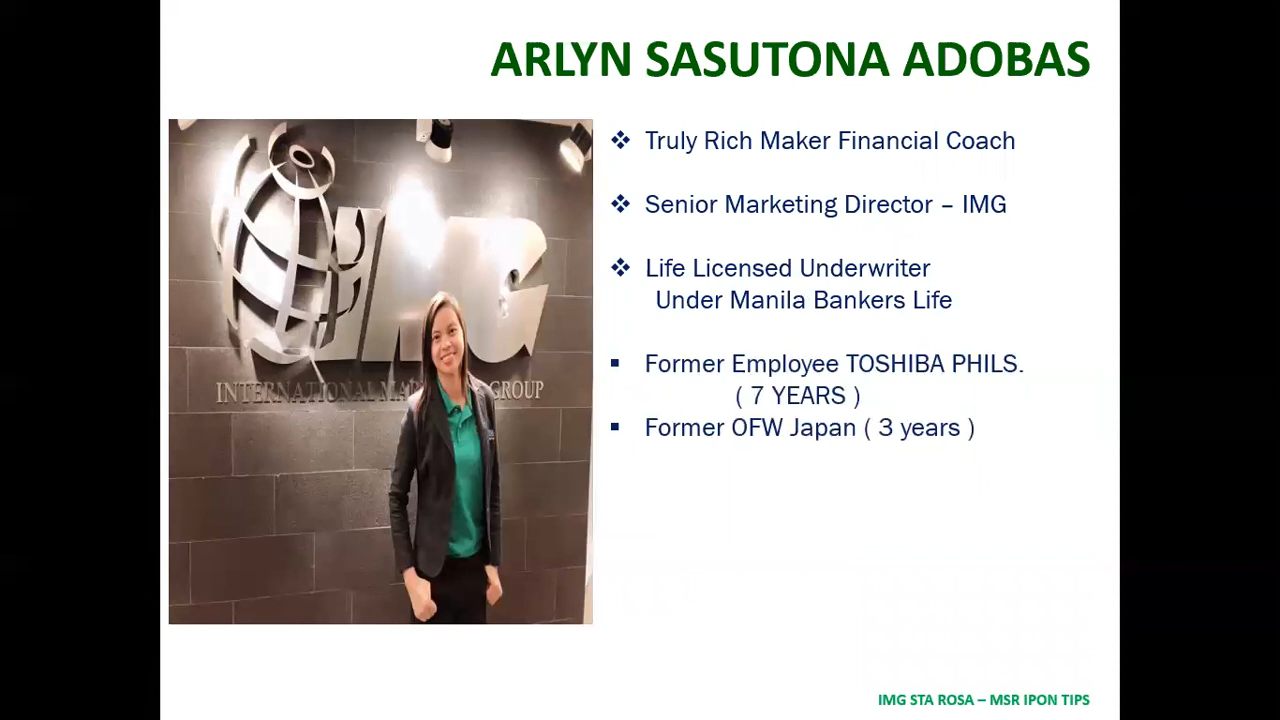 ARLYN SASUTONA ADOBAS
IMG
INTERNATIONAL GROUP
❖ Truly Rich Maker Financial Coach
❖ Senior Marketing Director – IMG
❖ Life Licensed Underwriter
Under Manila Bankers Life
▪ Former Employee TOSHIBA PHILS.
( 7 YEARS )
▪ Former OFW Japan ( 3 years )
IMG STA ROSA – MSR IPON TIPS